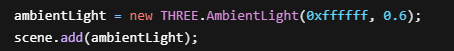 ambientLight = new THREE.AmbientLight(0xffffff, 0.6);
scene.add(ambientLight);